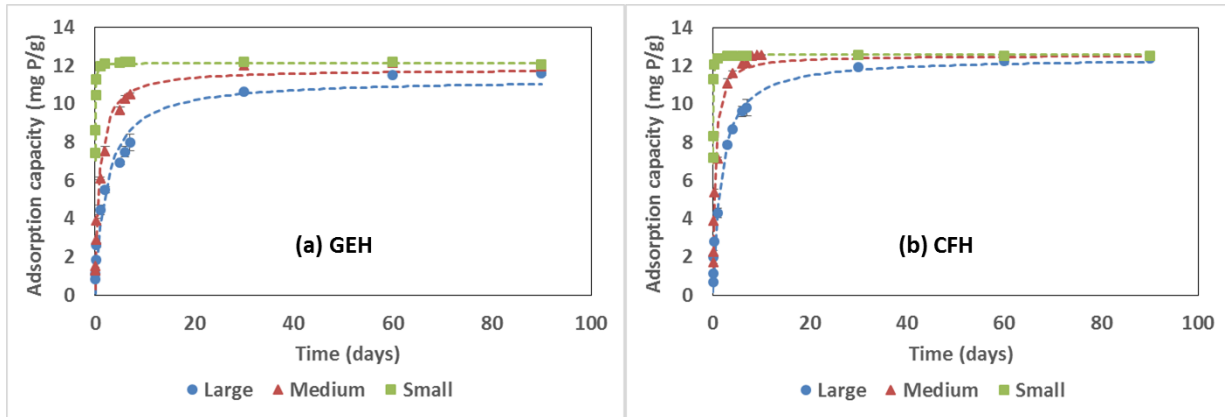 Adsorption capacity (mg P/g)
14
12
10
8
6
4
2
0
(a) GEH
0 20 40 60 80 100
Time (days)
Large Medium Small
Adsorption capacity (mg P/g)
14
12
10
8
6
4
2
0
(b) CFH
0 20 40 60 80 100
Time (days)
Large Medium Small